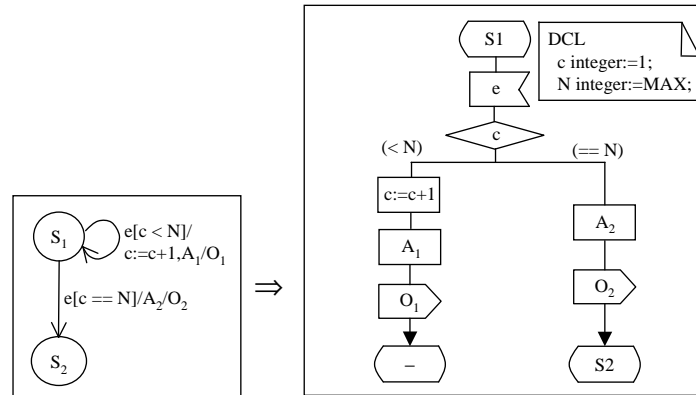 S1
DCL
c integer:=1;
N integer:=MAX;
e
c
(< N)
(== N)
c:=c+1
A2
A1
O1
O2
–
S2
S1
e[c < N]/
c:=c+1,A1/O1
e[c == N]/A2/O2
S2
⇒